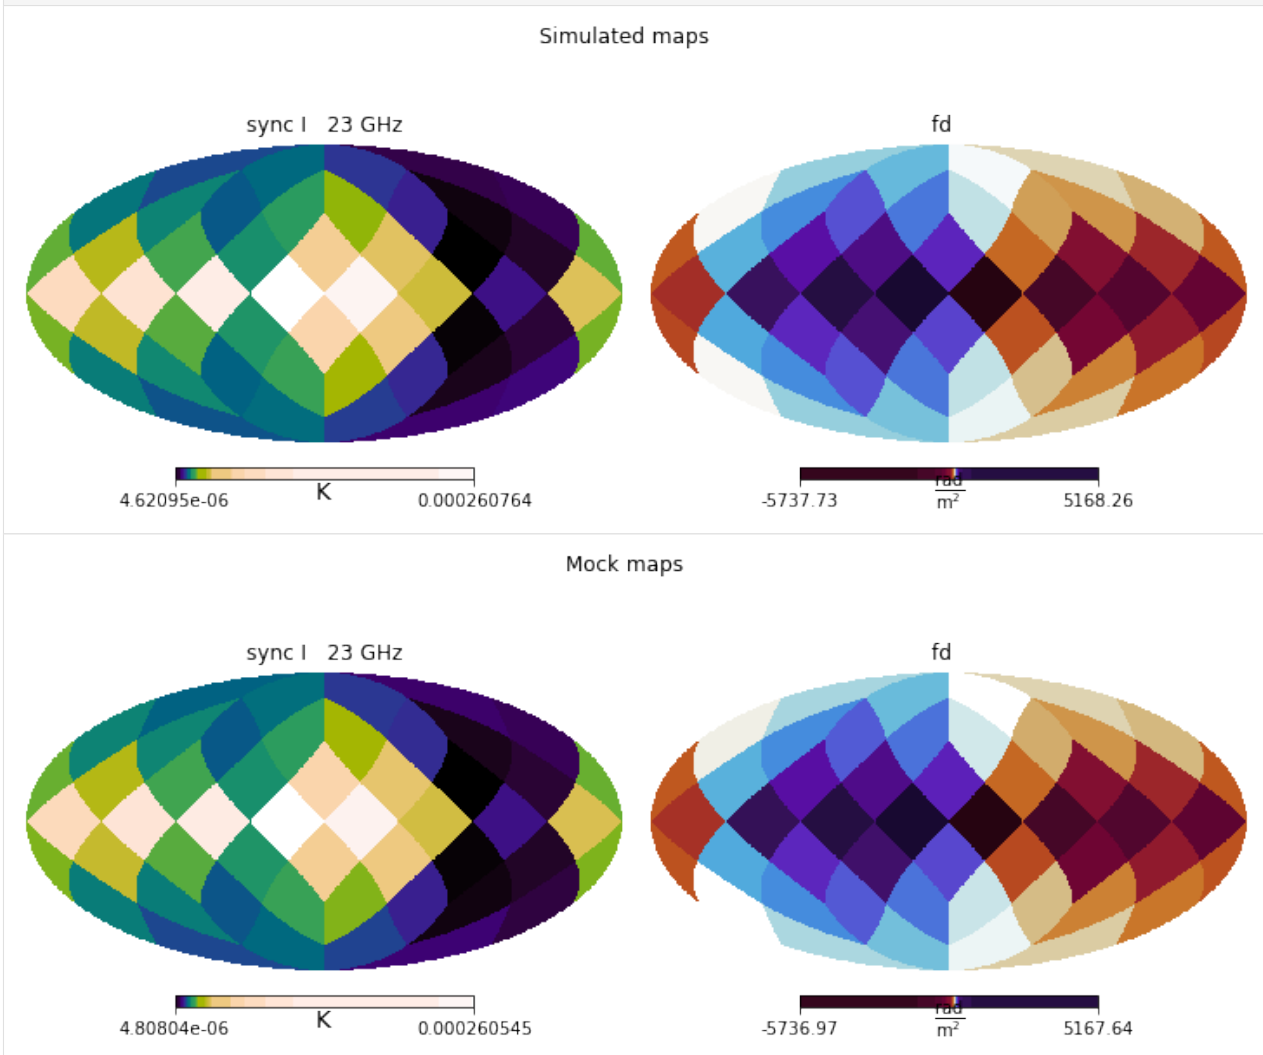 Simulated maps
sync I 23 GHz
fd
4.62095e-06 K 0.000260764
-5737.73 rad/m² 5168.26
Mock maps
sync I 23 GHz
fd
4.80804e-06 K 0.000260545
-5736.97 rad/m² 5167.64